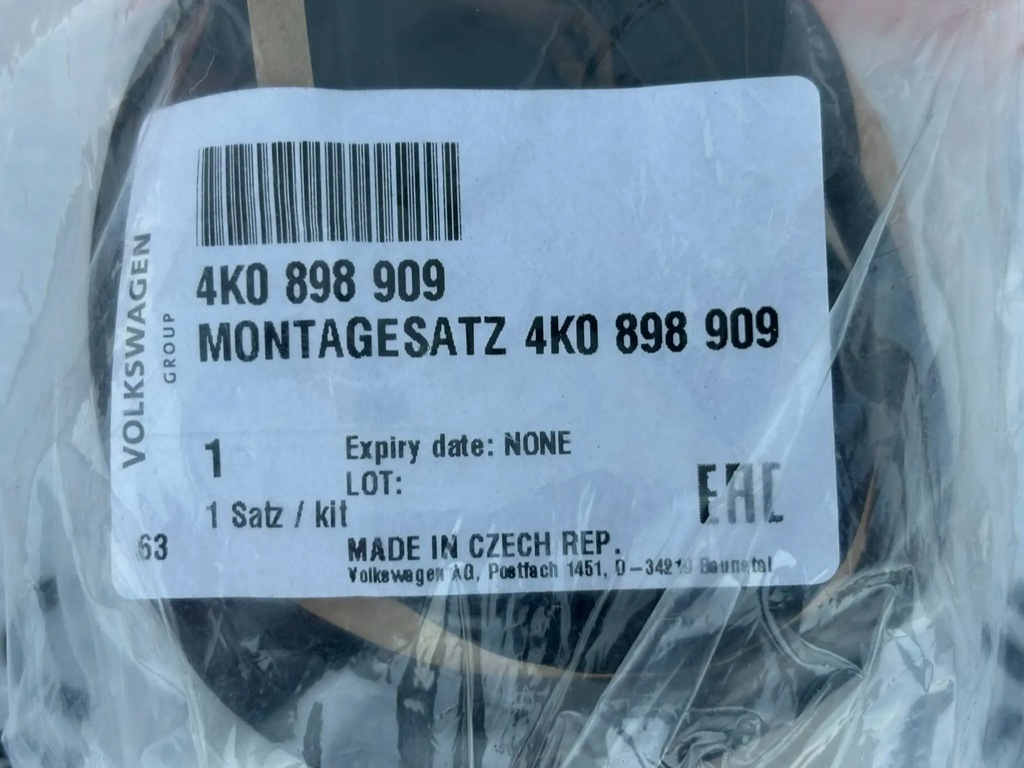 VOLKSWAGEN
GROUP
4K0 898 909
MONTAGESATZ 4K0 898 909
1
Expiry date: NONE
LOT:
1 Satz / kit
EAC
63
MADE IN CZECH REP.
Volkswagen AG, Postfach 1451, D-34219 Baunatal